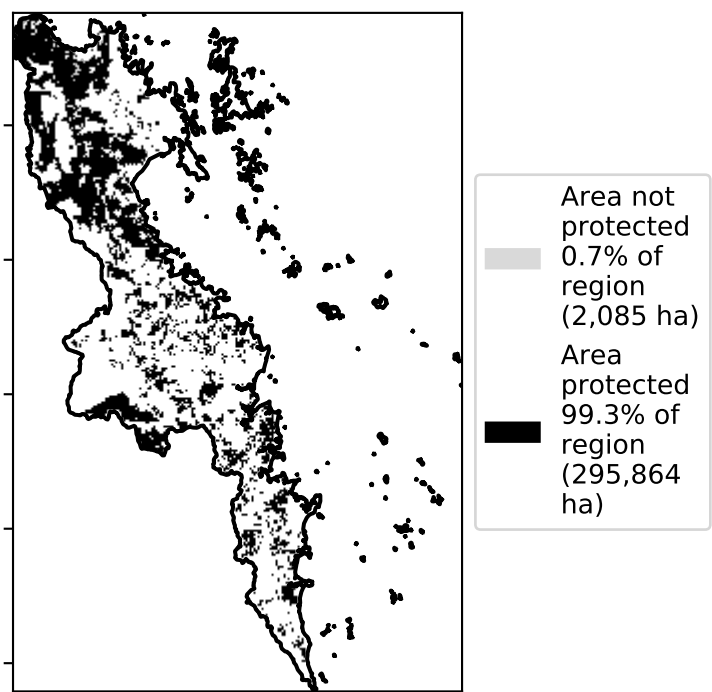 Area not
protected
0.7% of
region
(2,085 ha)
Area
protected
99.3% of
region
(295,864
ha)